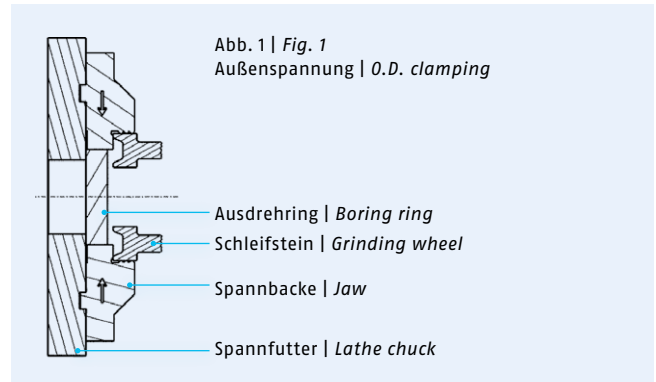 Abb. 1 | Fig. 1
Außenspannung | O.D. clamping
Ausdrehring | Boring ring
Schleifstein | Grinding wheel
Spannbacke | Jaw
Spannfutter | Lathe chuck